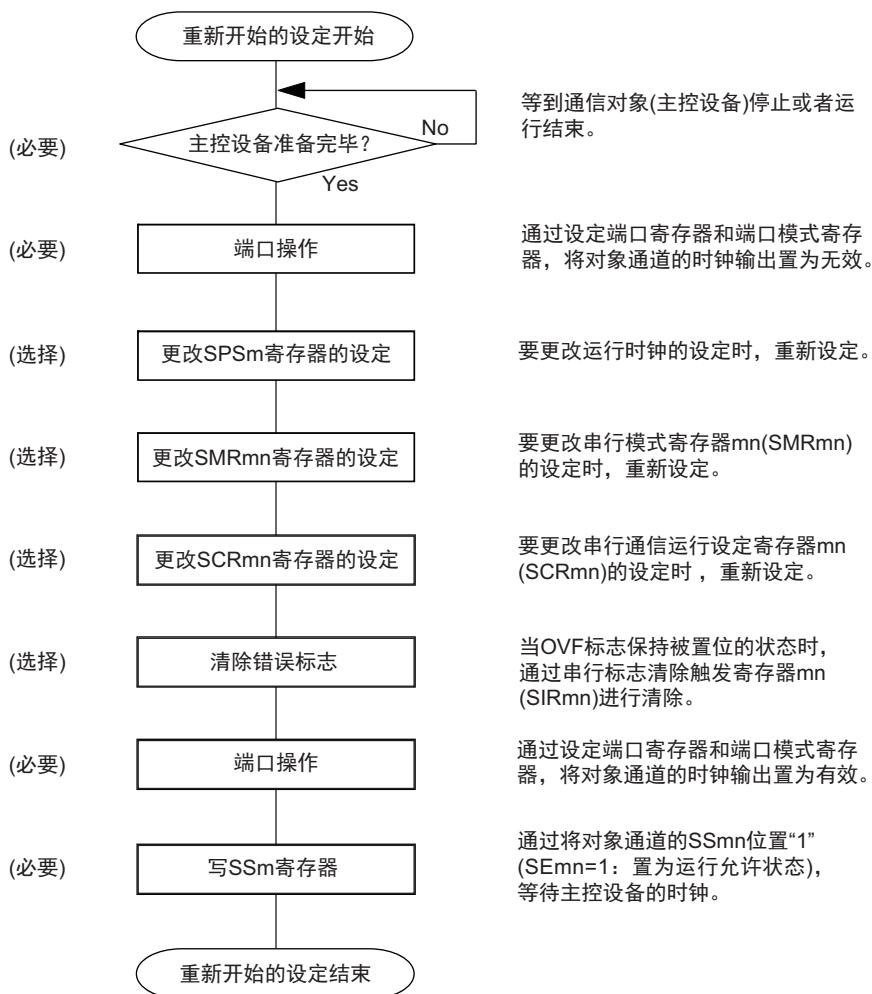 重新开始的设定开始
等到通信对象(主控设备)停止或者运
行结束。
(必要)
主控设备准备完毕？
No
Yes
(必要)
端口操作
通过设定端口寄存器和端口模式寄存
器，将对象通道的时钟输出置为无效。
(选择)
更改SPSm寄存器的设定
要更改运行时钟的设定时，重新设定。
(选择)
更改SMRmn寄存器的设定
要更改串行模式寄存器mn(SMRmn)
的设定时，重新设定。
(选择)
更改SCRmn寄存器的设定
要更改串行通信运行设定寄存器mn
(SCRmn)的设定时 ，重新设定。
(选择)
清除错误标志
当OVF标志保持被置位的状态时，
通过串行标志清除触发寄存器mn
(SIRmn)进行清除。
(必要)
端口操作
通过设定端口寄存器和端口模式寄存
器，将对象通道的时钟输出置为有效。
(必要)
写SSm寄存器
通过将对象通道的SSmn位置“1”
(SEmn=1：置为运行允许状态)，
等待主控设备的时钟。
重新开始的设定结束